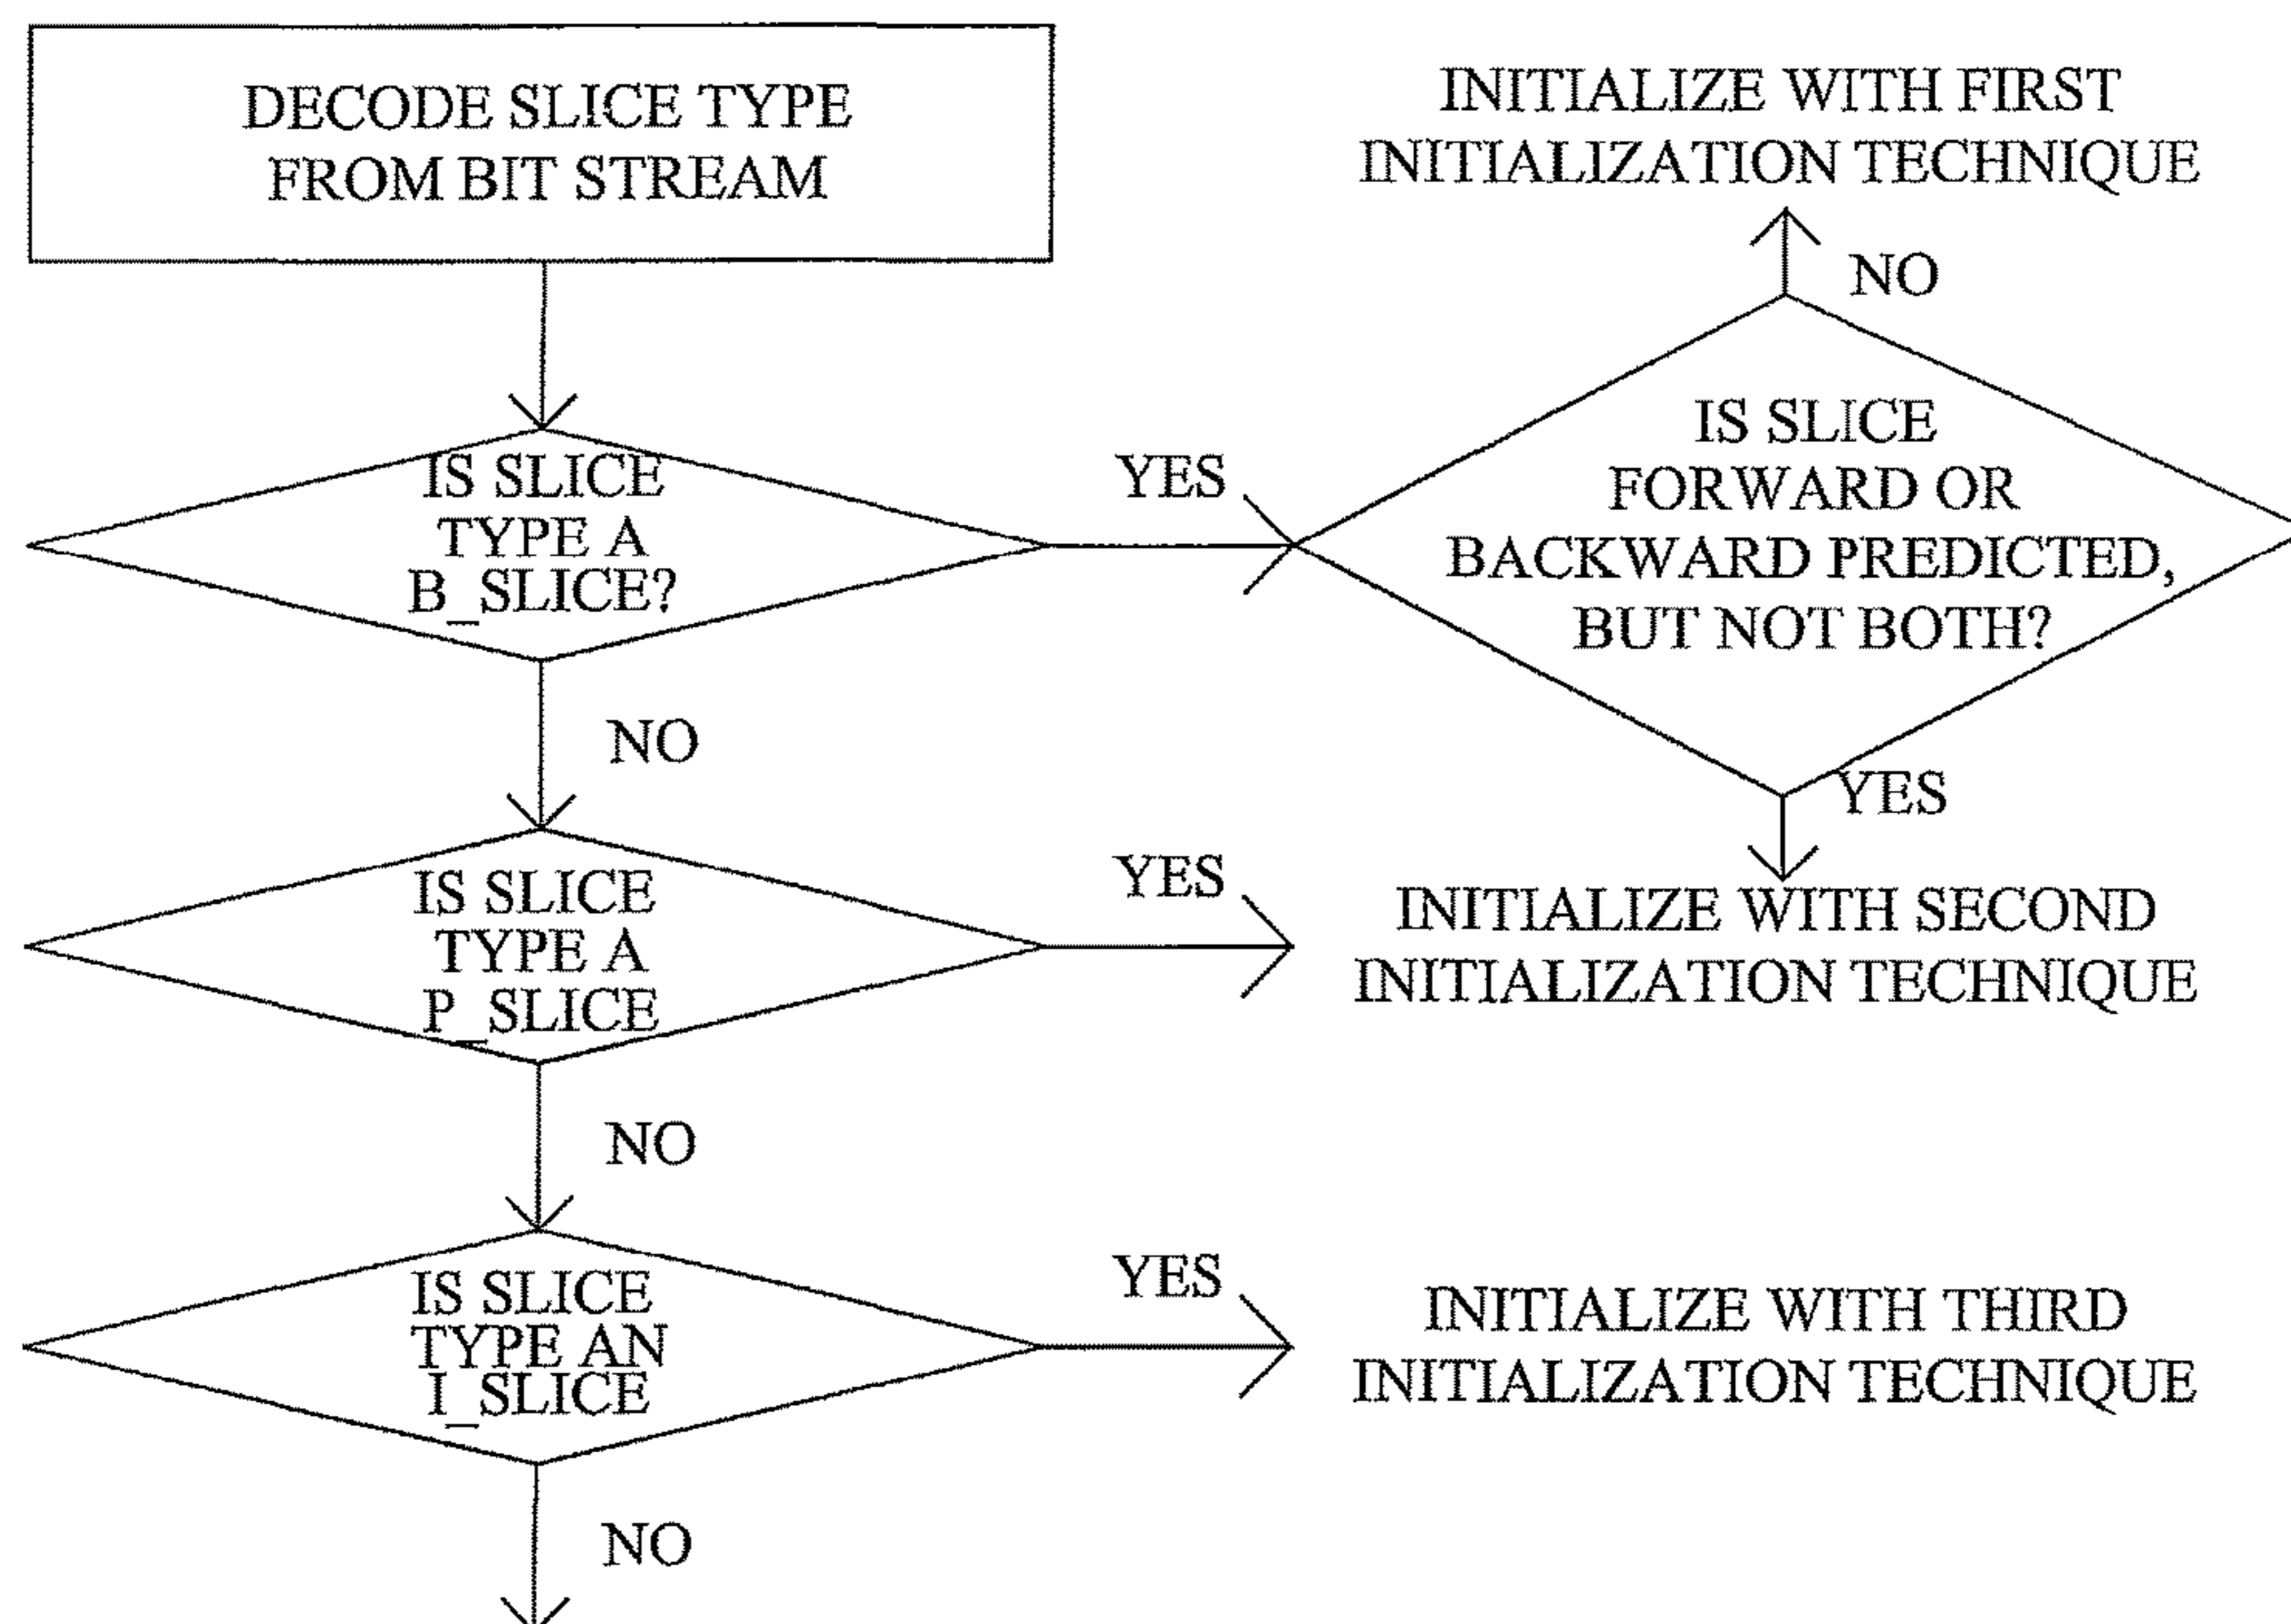 DECODE SLICE TYPE
FROM BIT STREAM
INITIALIZE WITH FIRST
INITIALIZATION TECHNIQUE
NO
IS SLICE
TYPE A
B_SLICE?
YES
IS SLICE
FORWARD OR
BACKWARD PREDICTED,
BUT NOT BOTH?
NO
YES
IS SLICE
TYPE A
P_SLICE
YES
INITIALIZE WITH SECOND
INITIALIZATION TECHNIQUE
NO
IS SLICE
TYPE AN
I_SLICE
YES
INITIALIZE WITH THIRD
INITIALIZATION TECHNIQUE
NO